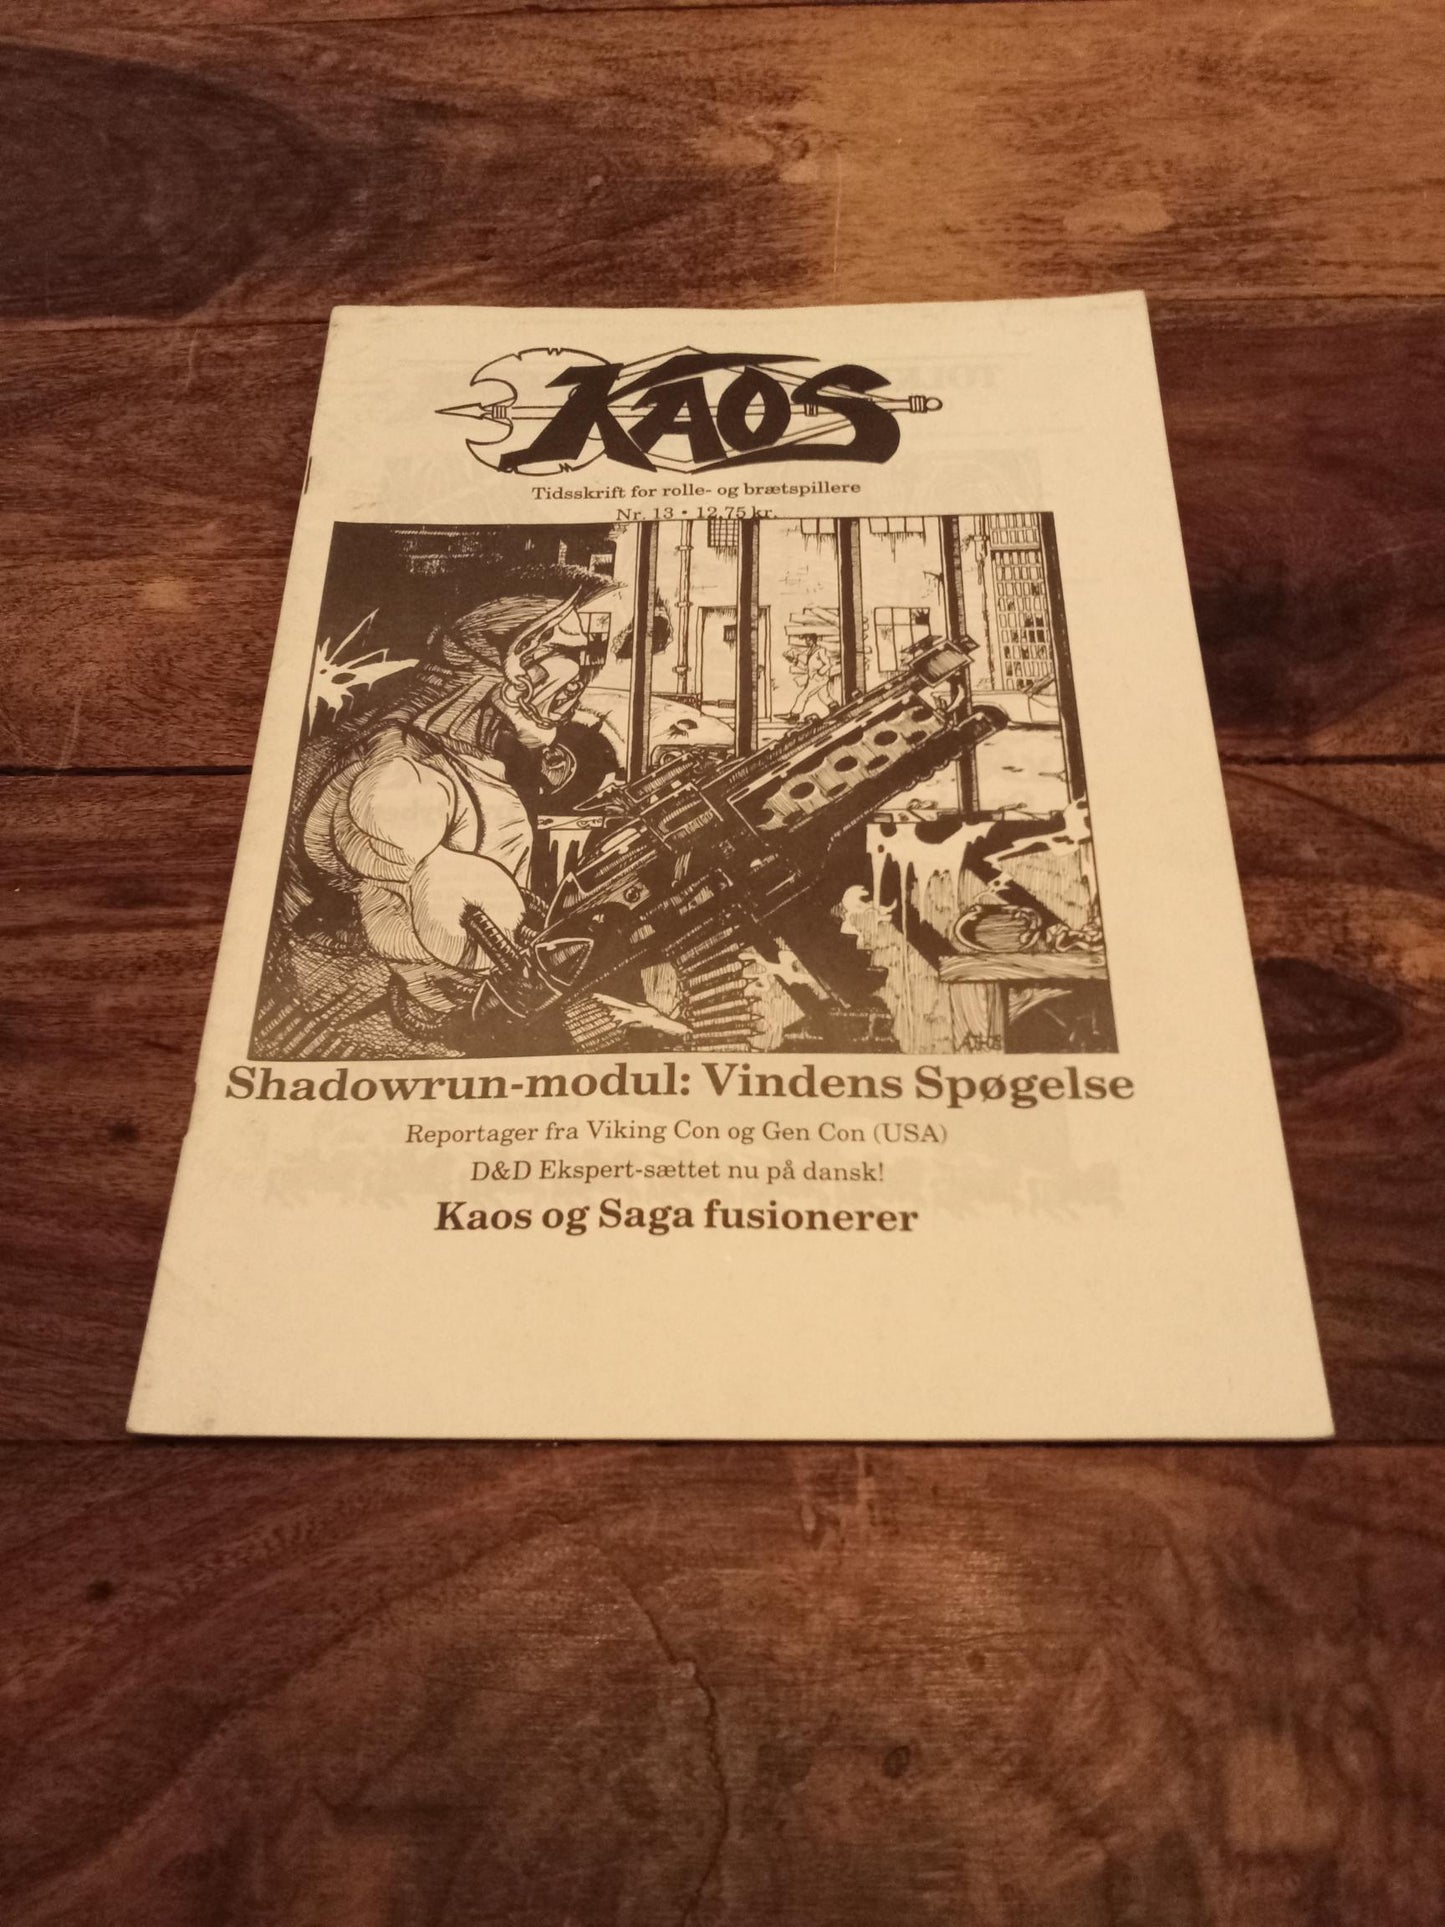 KAOS
Tidsskrift for rolle- og brætspillere
Nr. 13 • 12,75 kr.
Shadowrun-modul: Vindens Spøgelse
Reportager fra Viking Con og Gen Con (USA)
D&D Ekspert-sættet nu på dansk!
Kaos og Saga fusionerer